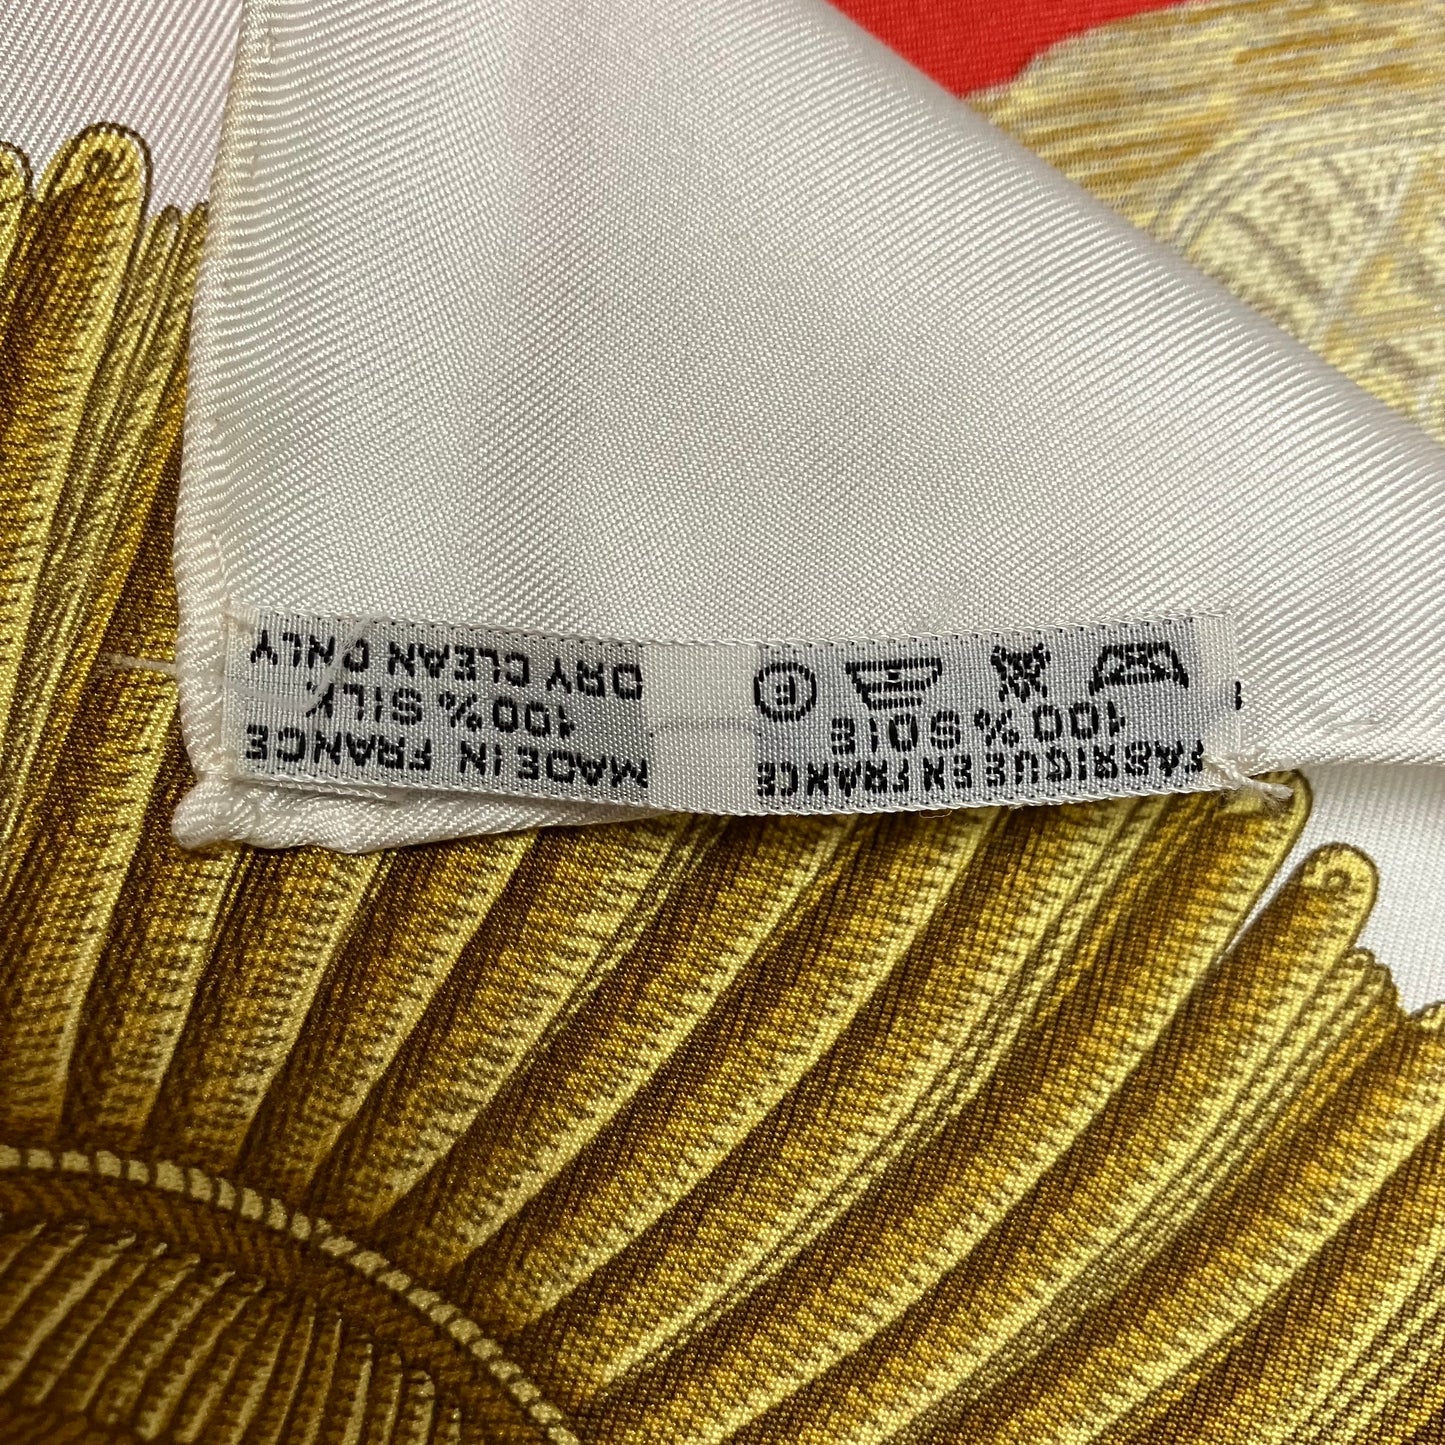 FABRIQUE EN FRANCE
100% SOIE
F
MADE IN FRANCE
100% SILK
DRY CLEAN ONLY